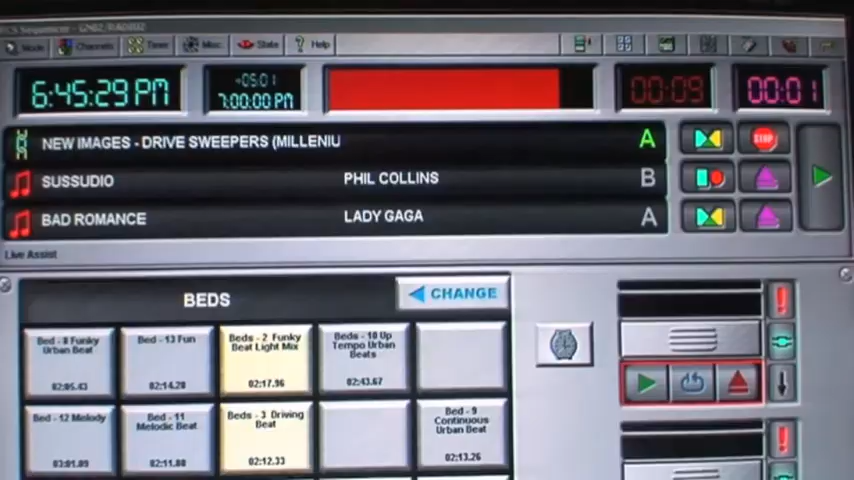 Mode Channels Timer Misc. State ? Help
6:45:29 PM
+05:01
7:00:00 PM
00:09
00:01
NEW IMAGES - DRIVE SWEEPERS (MILLENIU A
STOP
SUSSUDIO PHIL COLLINS B
BAD ROMANCE LADY GAGA A
Live Assist
BEDS
CHANGE
Bed - 8 Funky
Urban Beat
02:05.43
Bed - 13 Fun
02:14.20
Beds - 2 Funky
Beat Light Mix
02:17.96
Beds - 10 Up
Tempo Urban
Beats
02:43.67
Bed - 12 Melody
03:01.09
Bed - 11
Melodic Beat
02:11.80
Beds - 3 Driving
Beat
02:12.33
Bed - 9
Continuous
Urban Beat
02:13.26